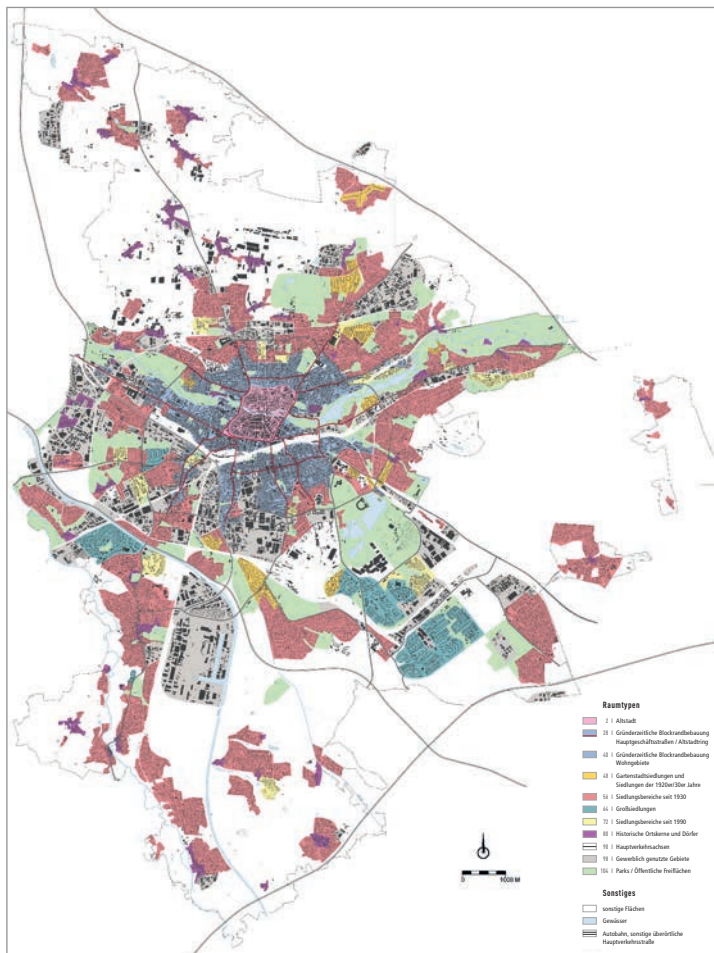 Raumtypen
2 | Altstadt
28 | Gründerzeitliche Blockrandbebauung
Hauptgeschäftsstraßen / Altstadtring
40 | Gründerzeitliche Blockrandbebauung
Wohngebiete
48 | Gartenstadtsiedlungen und
Siedlungen der 1920er/30er Jahre
56 | Siedlungsbereiche seit 1930
64 | Großsiedlungen
72 | Siedlungsbereiche seit 1990
80 | Historische Ortskerne und Dörfer
90 | Hauptverkehrsachsen
98 | Gewerblich genutzte Gebiete
104 | Parks / Öffentliche Freiflächen
0 1000 M
Sonstiges
sonstige Flächen
Gewässer
Autobahn, sonstige überörtliche
Hauptverkehrsstraße